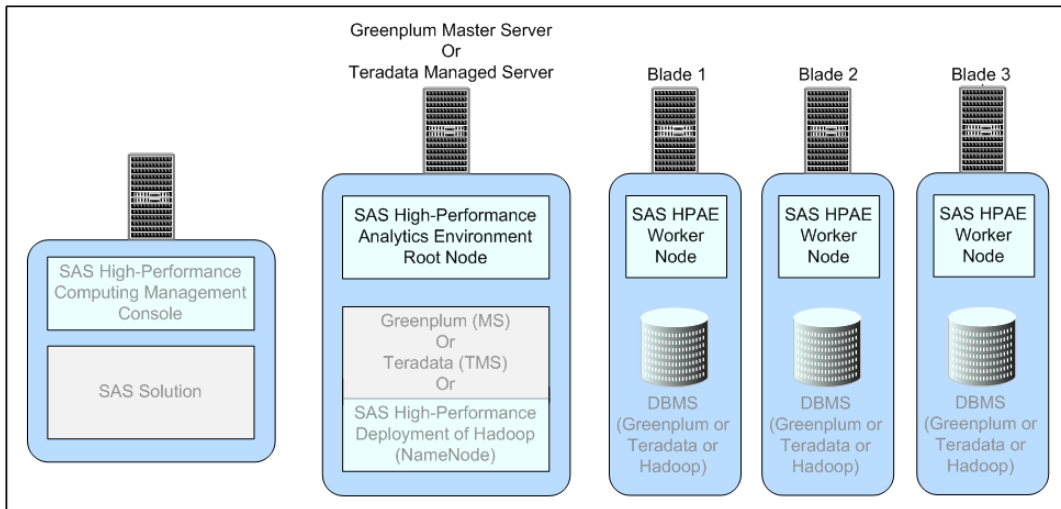 Greenplum Master Server
Or
Teradata Managed Server
Blade 1
Blade 2
Blade 3
SAS High-Performance
Computing Management
Console
SAS Solution
SAS High-Performance
Analytics Environment
Root Node
Greenplum (MS)
Or
Teradata (TMS)
Or
SAS High-Performance
Deployment of Hadoop
(NameNode)
SAS HPAE
Worker
Node
DBMS
(Greenplum or
Teradata or
Hadoop)
SAS HPAE
Worker
Node
DBMS
(Greenplum or
Teradata or
Hadoop)
SAS HPAE
Worker
Node
DBMS
(Greenplum or
Teradata or
Hadoop)